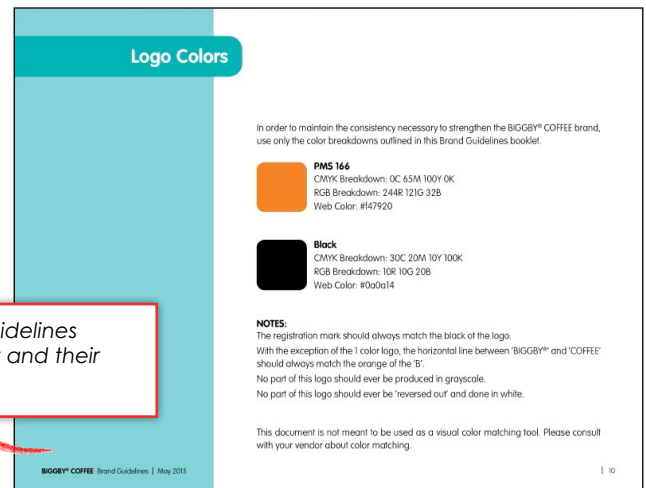 Logo Colors
In order to maintain the consistency necessary to strengthen the BIGGBY® COFFEE brand,
use only the color breakdowns outlined in this Brand Guidelines booklet.
PMS 166
CMYK Breakdown: 0C 65M 100Y 0K
RGB Breakdown: 244R 121G 32B
Web Color: #f47920
Black
CMYK Breakdown: 30C 20M 10Y 100K
RGB Breakdown: 10R 10G 20B
Web Color: #0a0a14
idelines
and their
NOTES:
The registration mark should always match the black of the logo.
With the exception of the 1 color logo, the horizontal line between 'BIGGBY®' and 'COFFEE'
should always match the orange of the 'B'.
No part of this logo should ever be produced in grayscale.
No part of this logo should ever be 'reversed out' and done in white.
This document is not meant to be used as a visual color matching tool. Please consult
with your vendor about color matching.
BIGGBY® COFFEE Brand Guidelines | May 2015
| 10